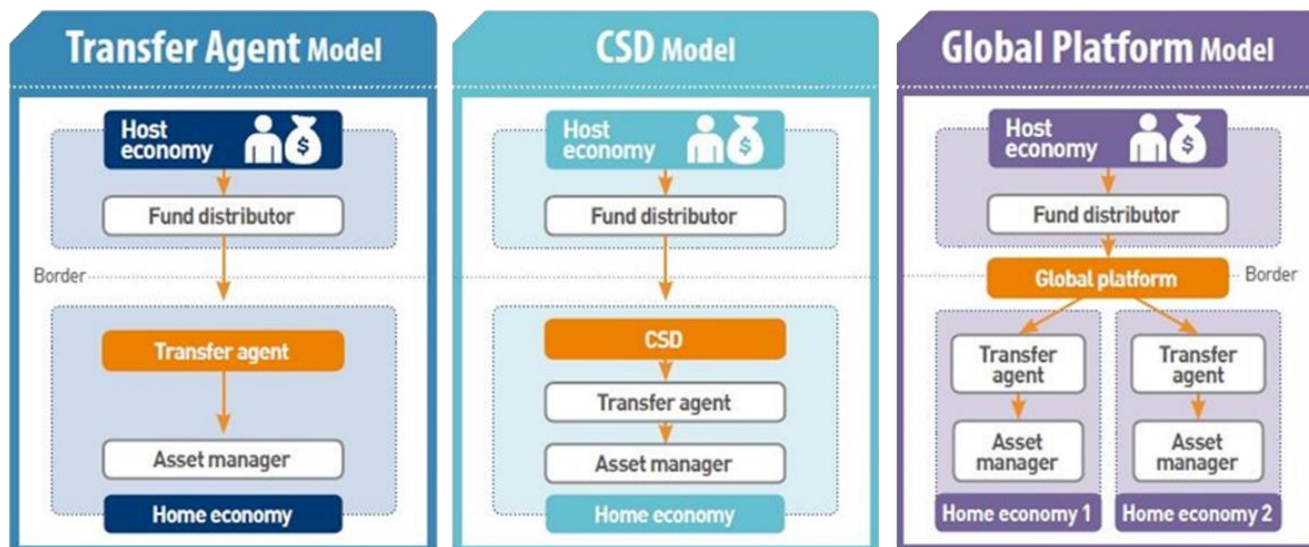 Transfer Agent Model
Host
economy
$
Fund distributor
Border
Transfer agent
Asset manager
Home economy
CSD Model
Host
economy
$
Fund distributor
CSD
Transfer agent
Asset manager
Home economy
Global Platform Model
Host
economy
$
Fund distributor
Global platform
Border
Transfer
agent
Asset
manager
Home economy 1
Transfer
agent
Asset
manager
Home economy 2